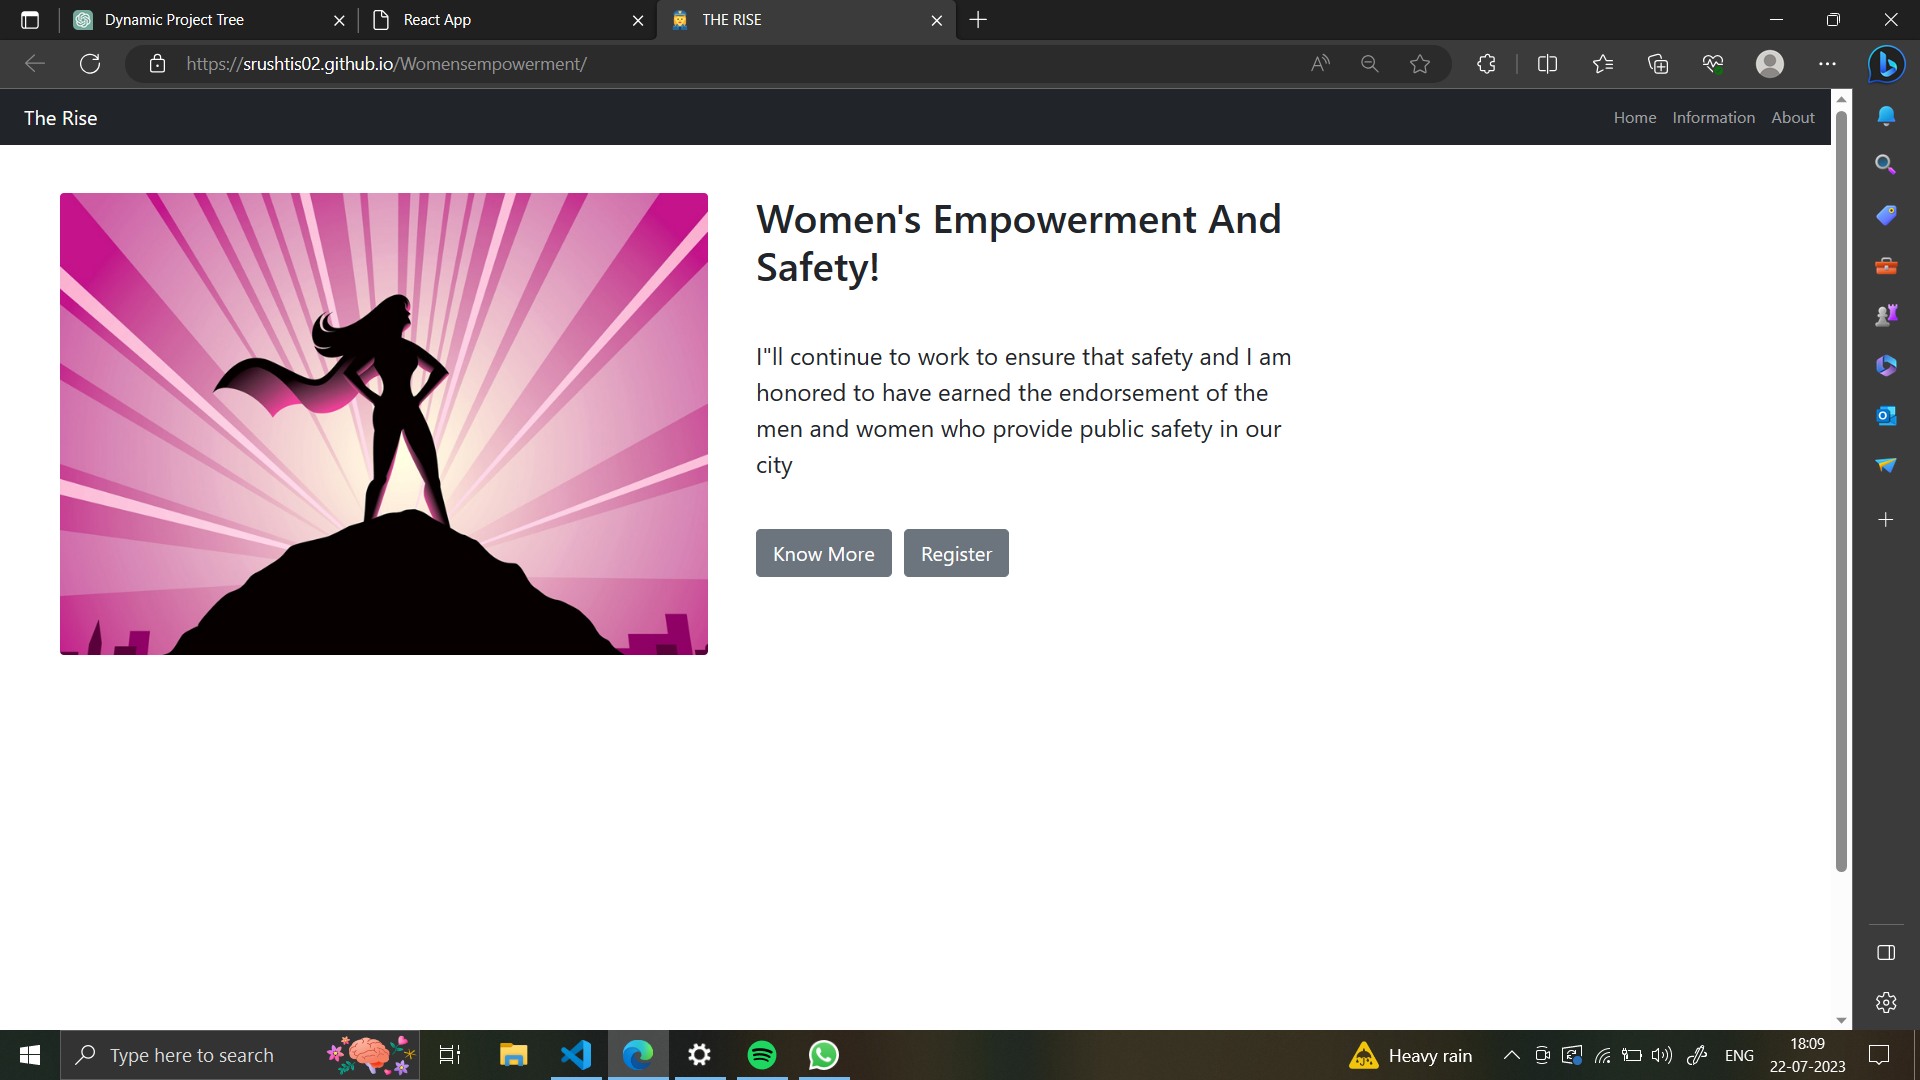 Dynamic Project Tree
React App
THE RISE
https://srushtis02.github.io/Womensempowerment/
The Rise
Home Information About
Women's Empowerment And
Safety!
I"ll continue to work to ensure that safety and I am
honored to have earned the endorsement of the
men and women who provide public safety in our
city
Know More Register
Type here to search
Heavy rain
ENG
18:09
22-07-2023